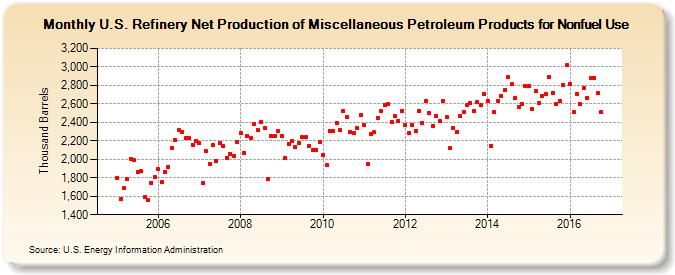 Monthly U.S. Refinery Net Production of Miscellaneous Petroleum Products for Nonfuel Use
Thousand Barrels
3,200
3,000
2,800
2,600
2,400
2,200
2,000
1,800
1,600
1,400
2006 2008 2010 2012 2014 2016
Source: U.S. Energy Information Administration